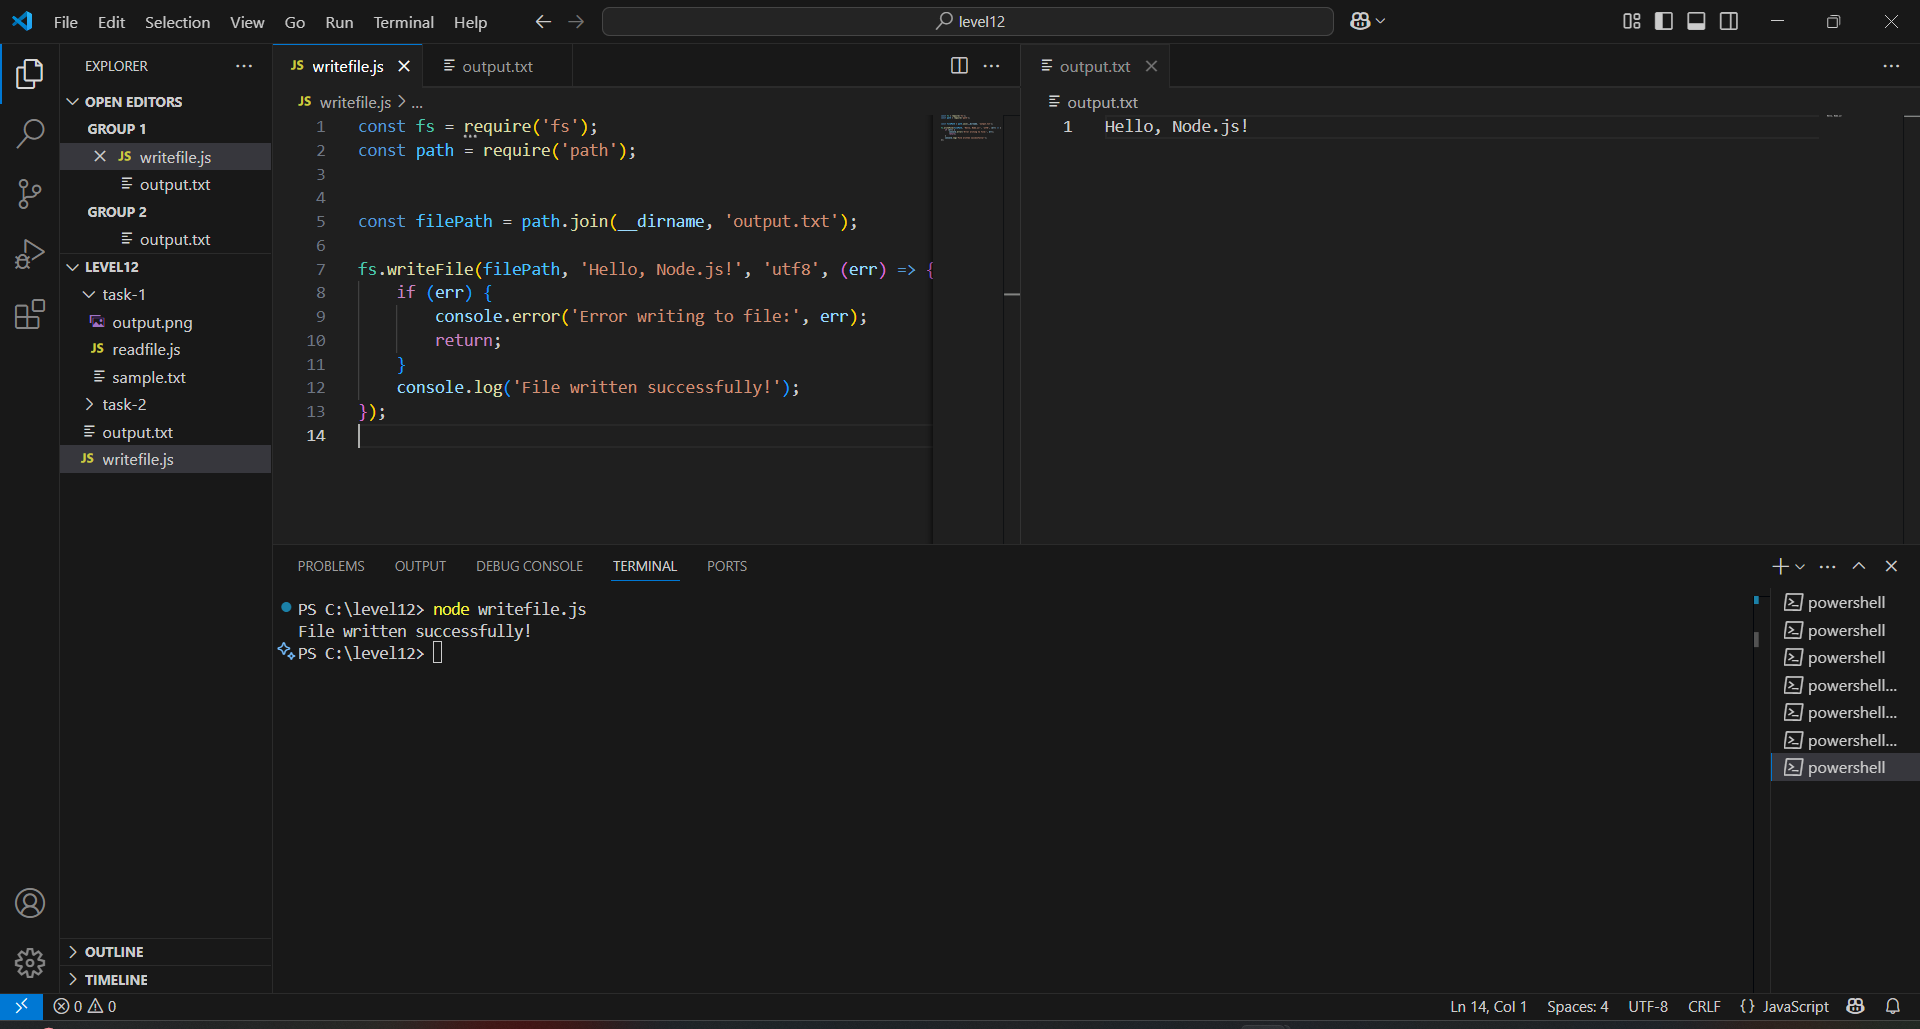 File Edit Selection View Go Run Terminal Help
level12
EXPLORER
OPEN EDITORS
GROUP 1
JS writefile.js
output.txt
GROUP 2
output.txt
LEVEL12
task-1
output.png
JS readfile.js
sample.txt
task-2
output.txt
JS writefile.js
OUTLINE
TIMELINE
JS writefile.js
output.txt
JS writefile.js > ...
1 const fs = require('fs');
2 const path = require('path');
3
4
5 const filePath = path.join(__dirname, 'output.txt');
6
7 fs.writeFile(filePath, 'Hello, Node.js!', 'utf8', (err) => {
8 if (err) {
9 console.error('Error writing to file:', err);
10 return;
11 }
12 console.log('File written successfully!');
13 });
14
output.txt
output.txt
1 Hello, Node.js!
PROBLEMS OUTPUT DEBUG CONSOLE TERMINAL PORTS
PS C:\level12> node writefile.js
File written successfully!
PS C:\level12>
powershell
powershell
powershell
powershell...
powershell...
powershell...
powershell
0 0
Ln 14, Col 1 Spaces: 4 UTF-8 CRLF {} JavaScript